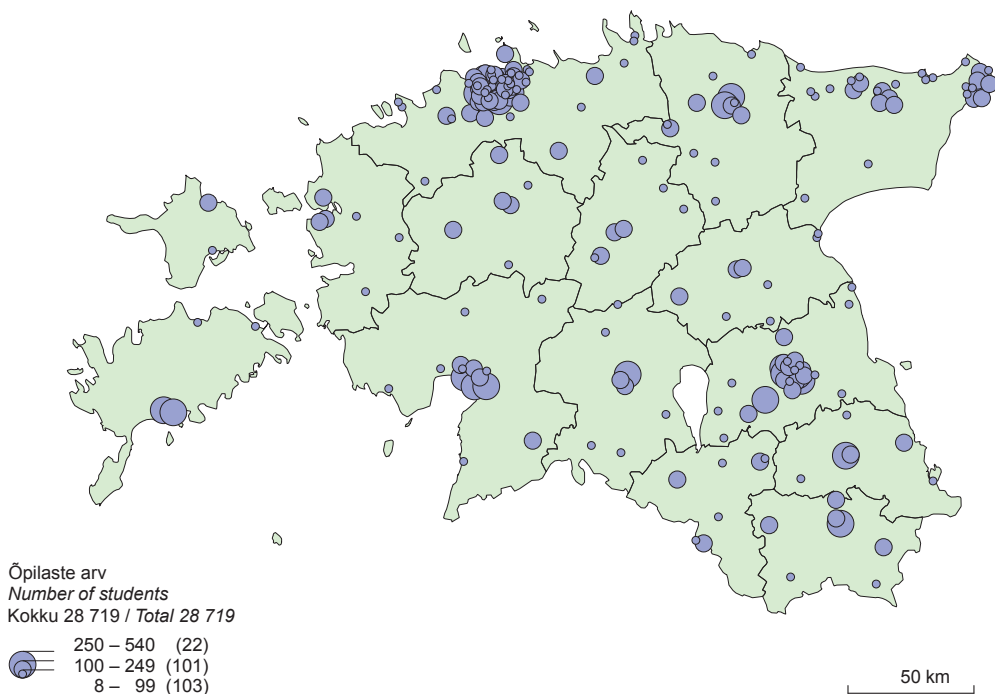 Õpilaste arv
Number of students
Kokku 28 719 / Total 28 719
250 – 540 (22)
100 – 249 (101)
8 – 99 (103)
50 km